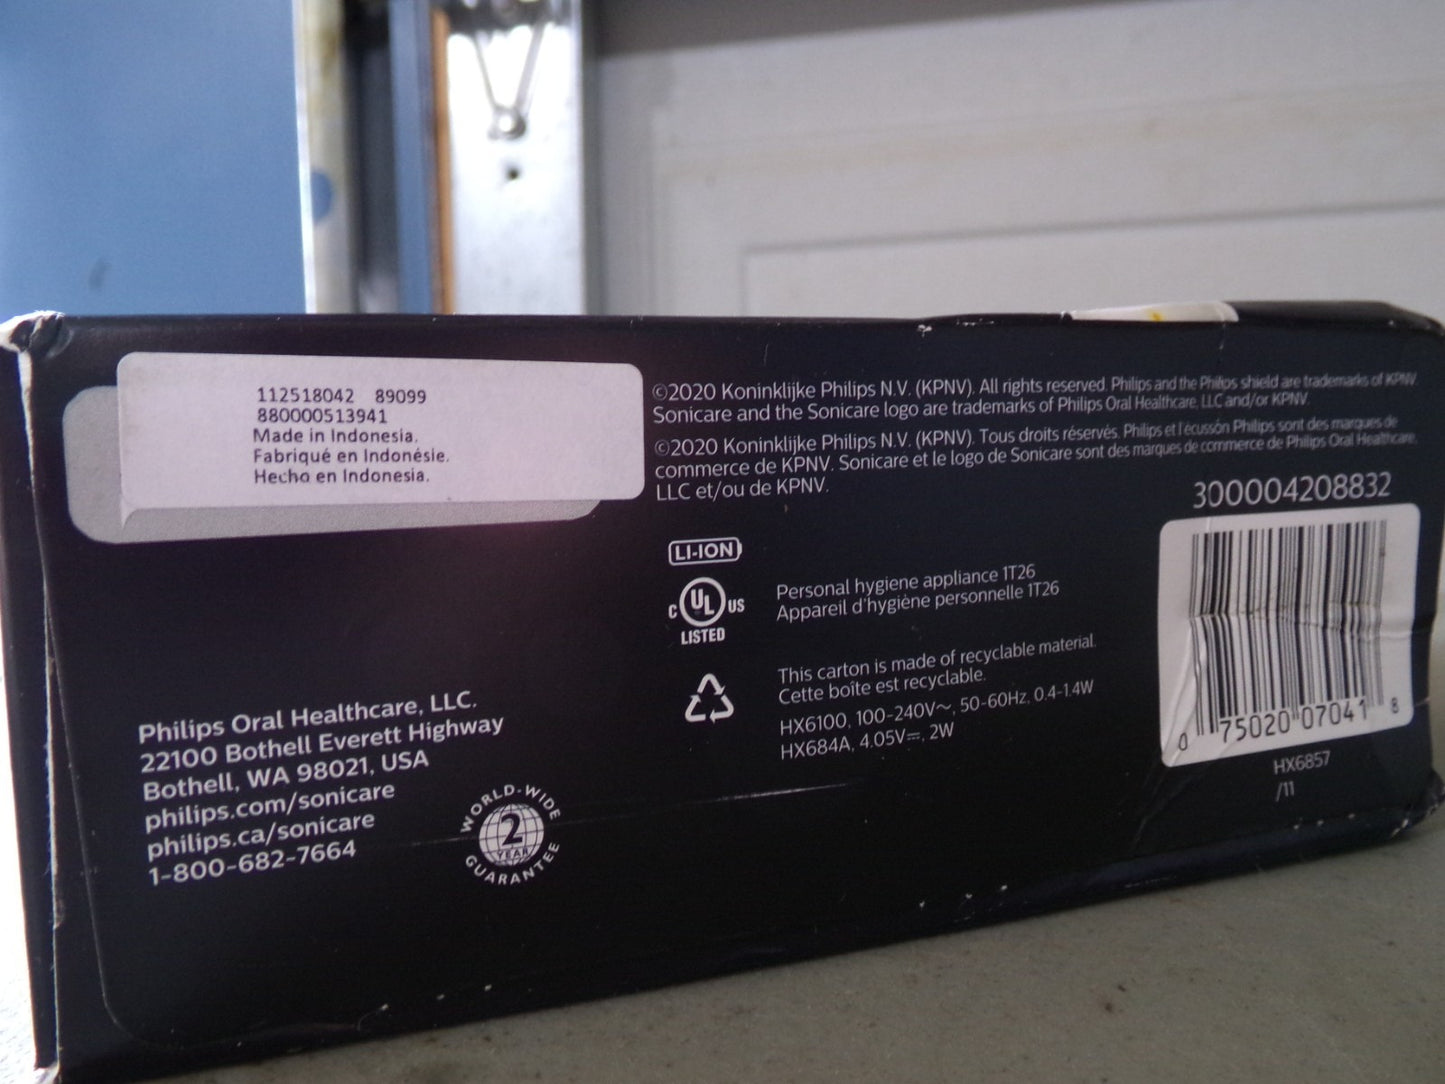 112518042 89099
880000513941
Made in Indonesia.
Fabriqué en Indonésie.
Hecho en Indonesia.
©2020 Koninklijke Philips N.V. (KPNV). All rights reserved. Philips and the Philips shield are trademarks of KPNV.
Sonicare and the Sonicare logo are trademarks of Philips Oral Healthcare, LLC and/or KPNV.
©2020 Koninklijke Philips N.V. (KPNV). Tous droits réservés. Philips et l'écusson Philips sont des marques de
commerce de KPNV. Sonicare et le logo de Sonicare sont des marques de commerce de Philips Oral Healthcare,
LLC et/ou de KPNV.
300004208832
LI-ION
C UL US
LISTED
Personal hygiene appliance 1T26
Appareil d'hygiène personnelle 1T26
This carton is made of recyclable material.
Cette boîte est recyclable.
HX6100, 100-240V~, 50-60Hz, 0.4-1.4W
HX684A, 4.05V⎓, 2W
0 75020 07041 8
HX6857
/11
Philips Oral Healthcare, LLC.
22100 Bothell Everett Highway
Bothell, WA 98021, USA
philips.com/sonicare
philips.ca/sonicare
1-800-682-7664
WORLD-WIDE
2
YEAR
GUARANTEE